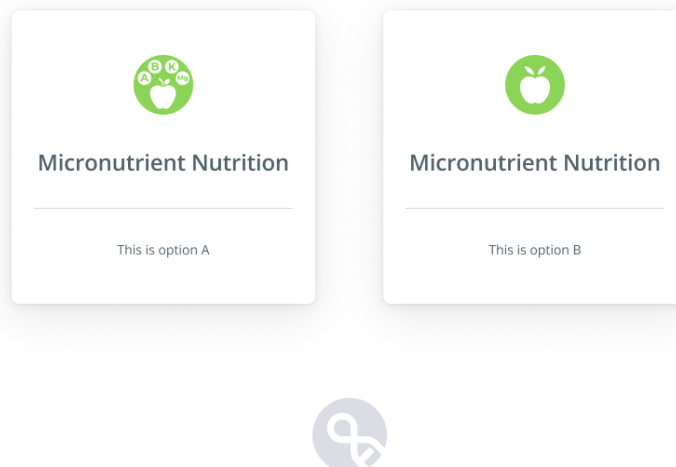 A B K Mg
Micronutrient Nutrition
This is option A
Micronutrient Nutrition
This is option B